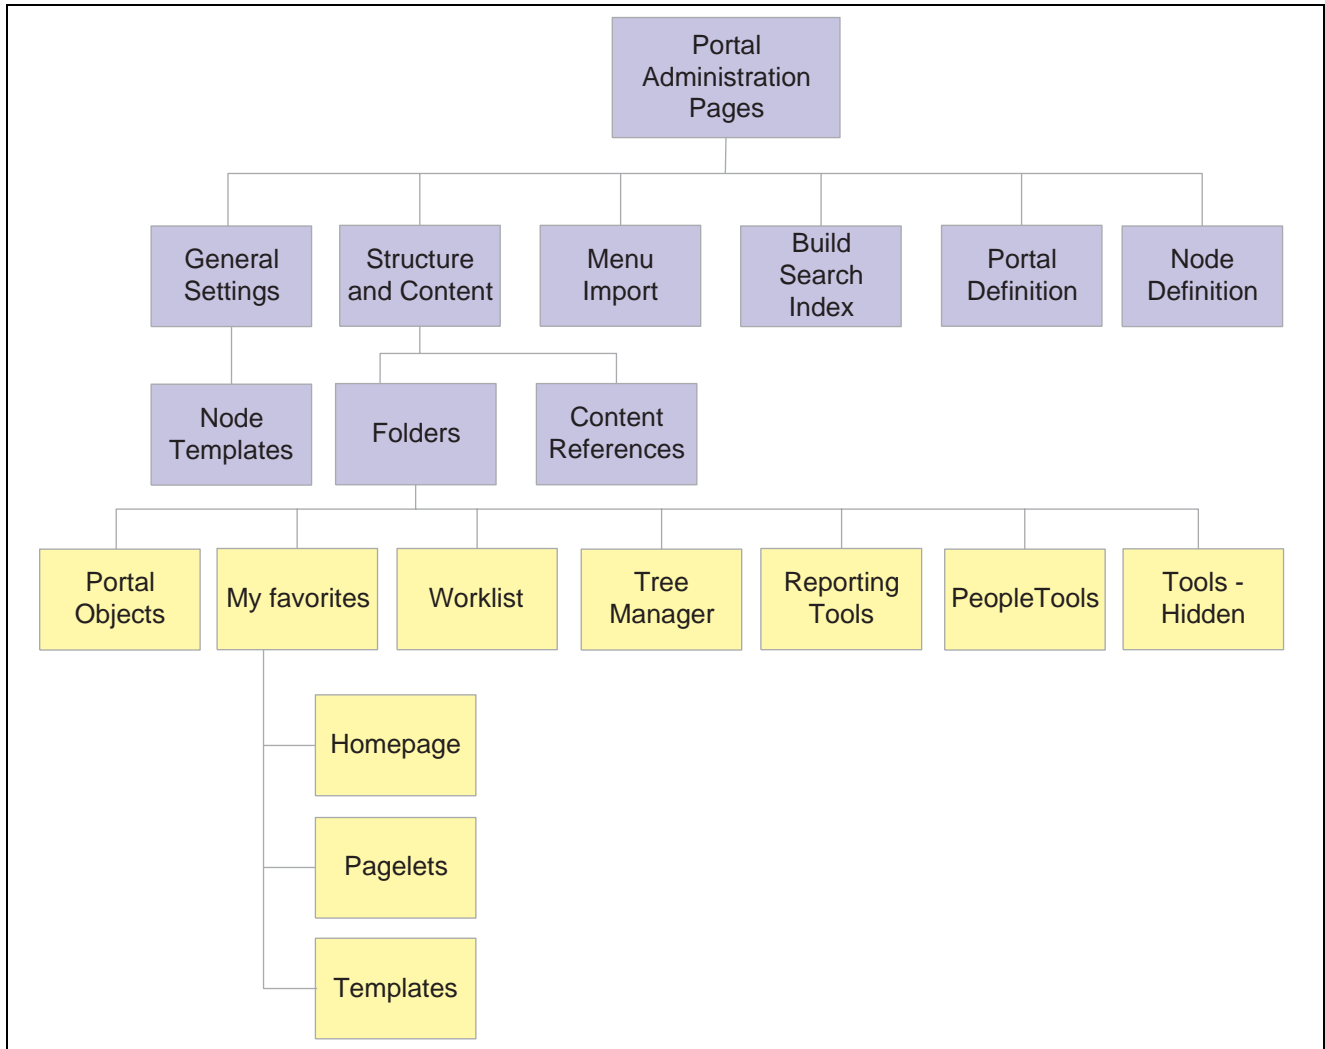 Portal
Administration
Pages
General
Settings
Structure
and Content
Menu
Import
Build
Search
Index
Portal
Definition
Node
Definition
Node
Templates
Folders
Content
References
Portal
Objects
My favorites
Worklist
Tree
Manager
Reporting
Tools
PeopleTools
Tools -
Hidden
Homepage
Pagelets
Templates